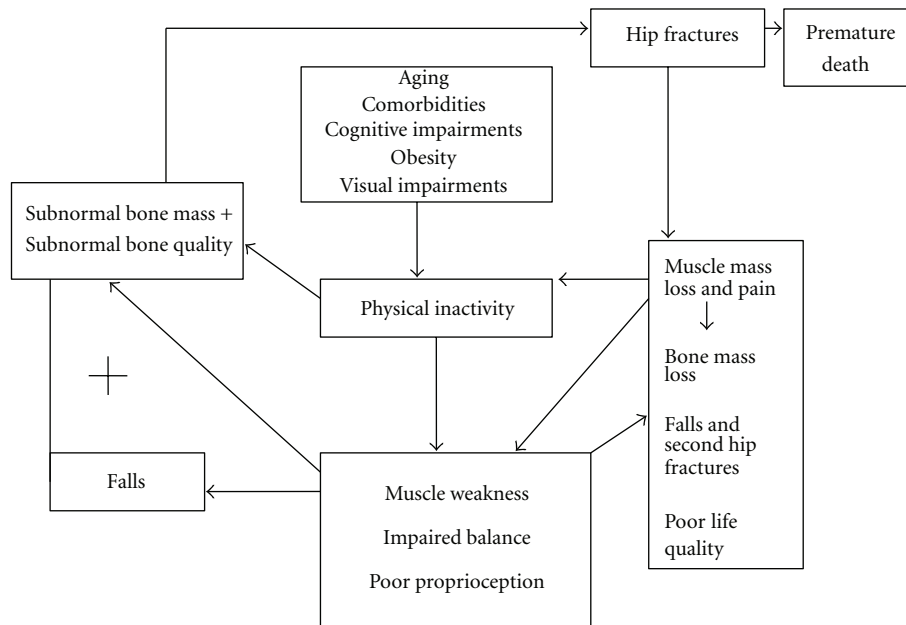 Hip fractures
Premature
death
Aging
Comorbidities
Cognitive impairments
Obesity
Visual impairments
Subnormal bone mass +
Subnormal bone quality
Physical inactivity
Muscle mass
loss and pain
Bone mass
loss
Falls and
second hip
fractures
Poor life
quality
+
Falls
Muscle weakness
Impaired balance
Poor proprioception